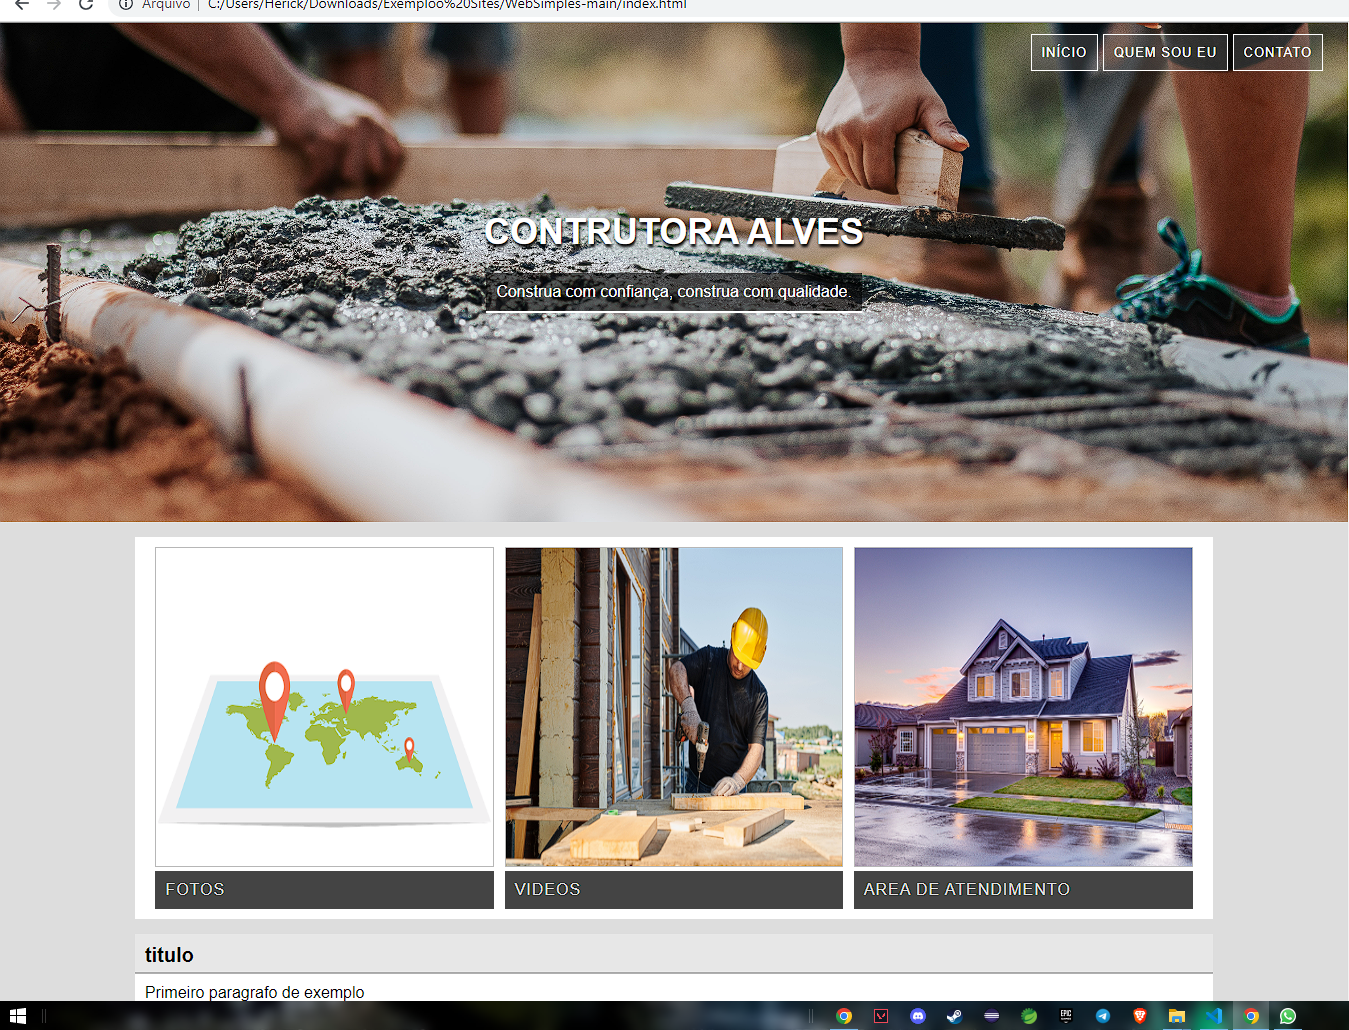 Arquivo | C:/Users/Herick/Downloads/Exemploo%20Sites/WebSimples-main/index.html
INÍCIO QUEM SOU EU CONTATO
CONTRUTORA ALVES
Construa com confiança, construa com qualidade.
FOTOS VIDEOS AREA DE ATENDIMENTO
titulo
Primeiro paragrafo de exemplo
EPIC